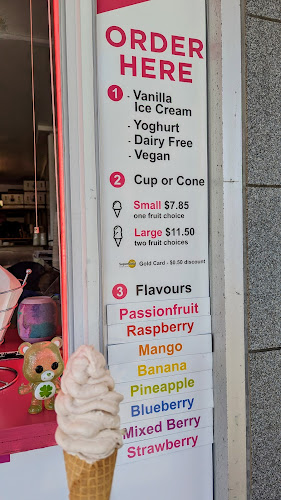 ORDER
HERE
1 - Vanilla
Ice Cream
- Yoghurt
- Dairy Free
- Vegan
2 Cup or Cone
Small $7.85
one fruit choice
Large $11.50
two fruit choices
Gold Card - $0.50 discount
3 Flavours
Passionfruit
Raspberry
Mango
Banana
Pineapple
Blueberry
Mixed Berry
Strawberry